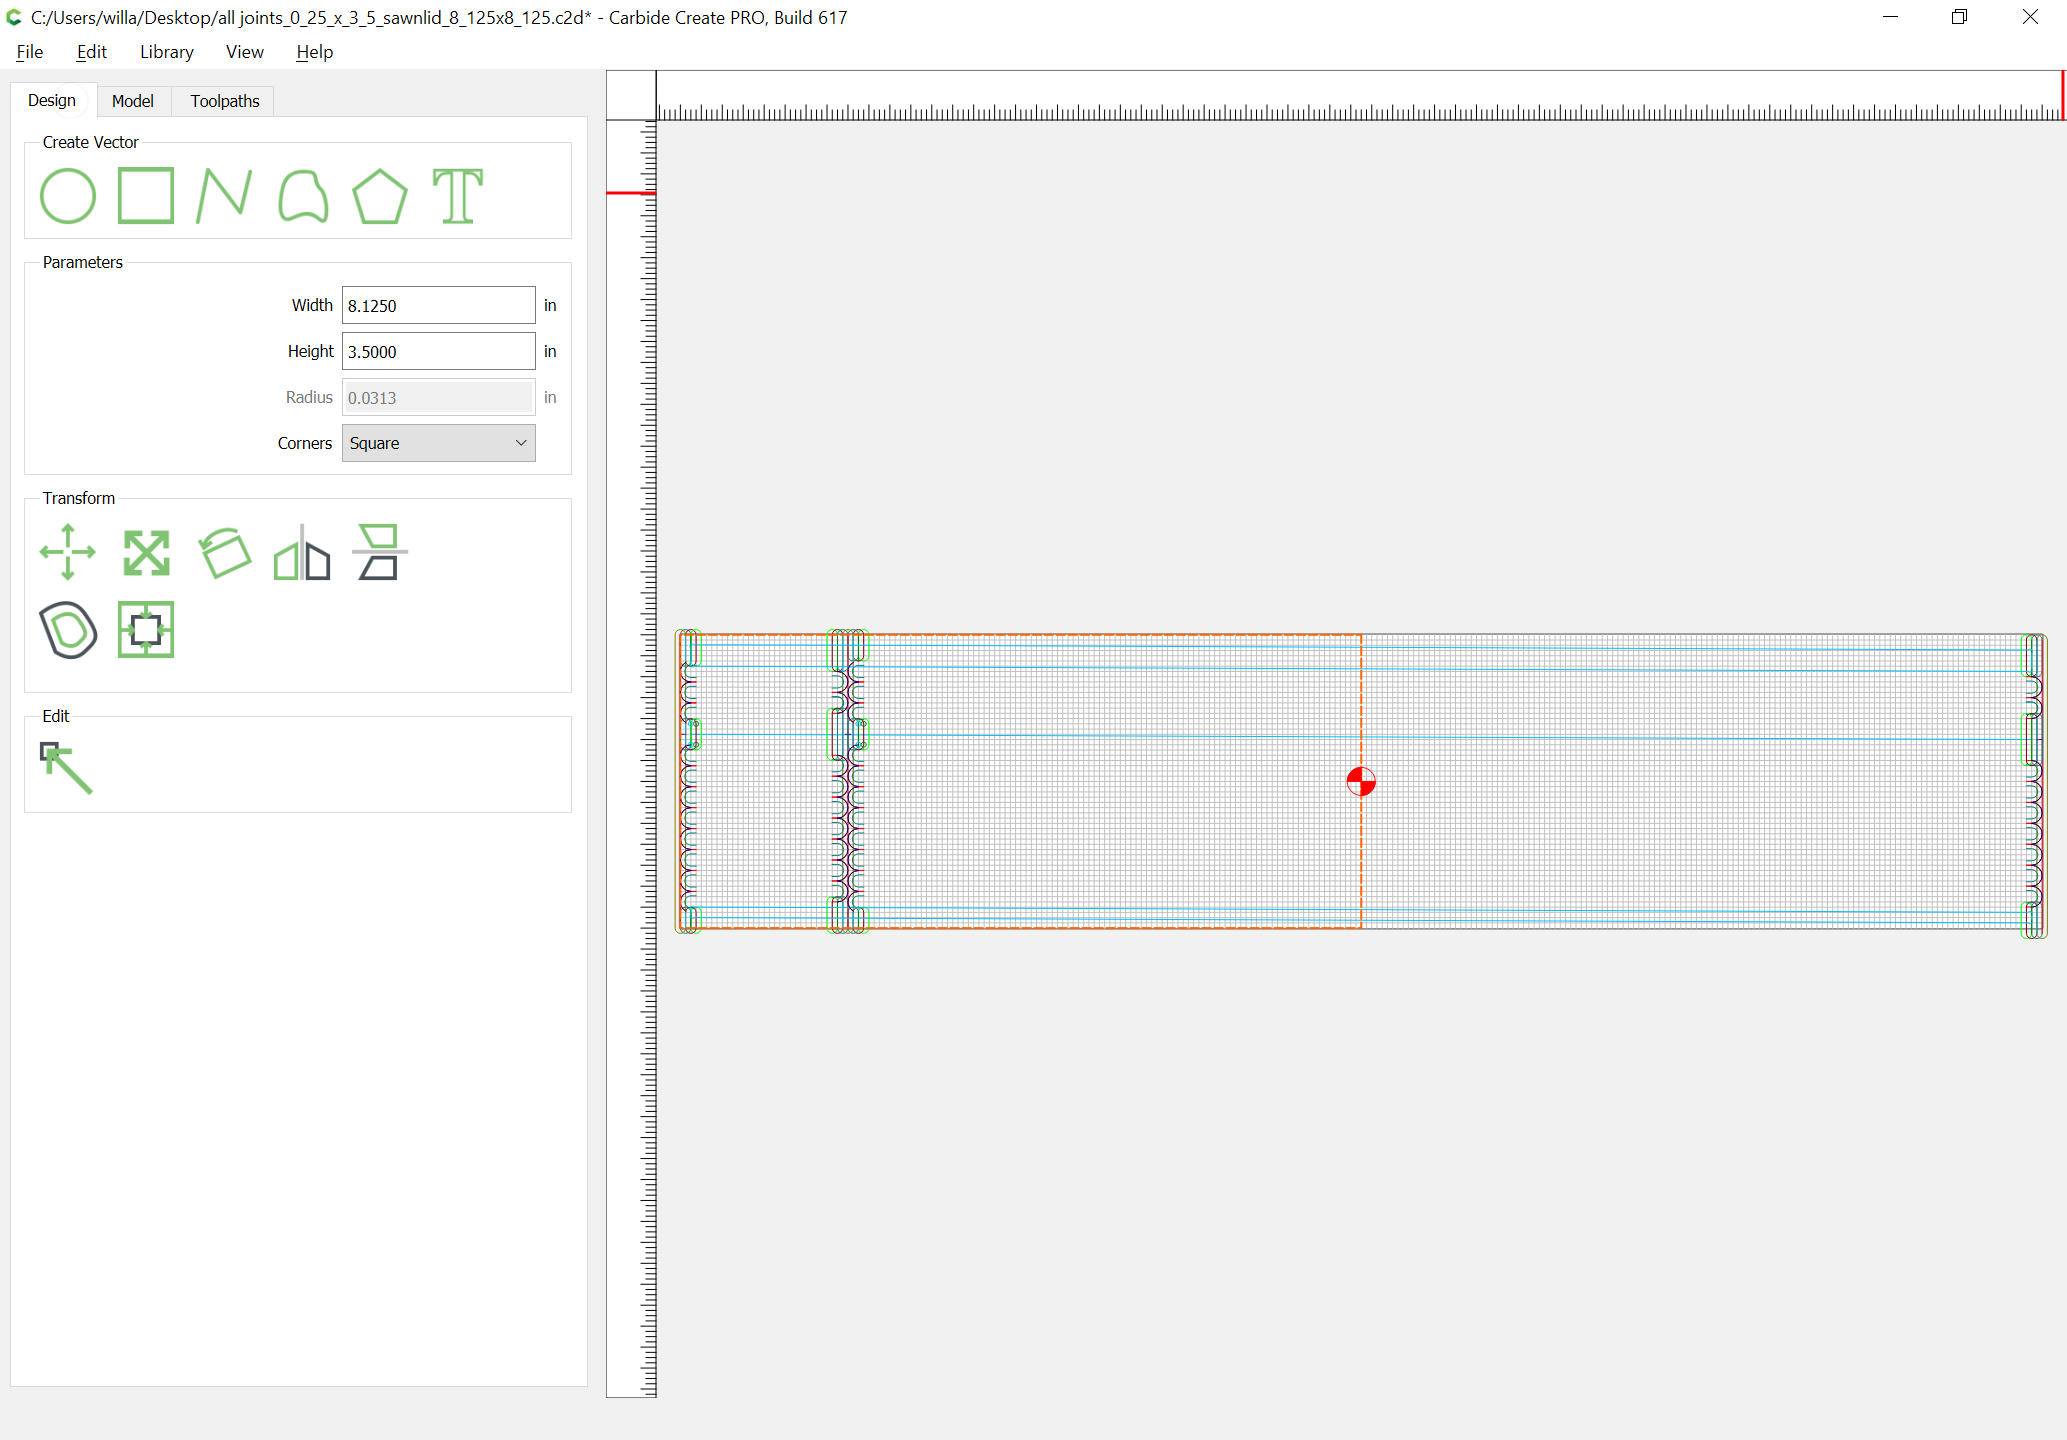 C:/Users/willa/Desktop/all joints_0_25_x_3_5_sawnlid_8_125x8_125.c2d* - Carbide Create PRO, Build 617
File Edit Library View Help
Design Model Toolpaths
Create Vector
Parameters
Width 8.1250 in
Height 3.5000 in
Radius 0.0313 in
Corners Square
Transform
Edit